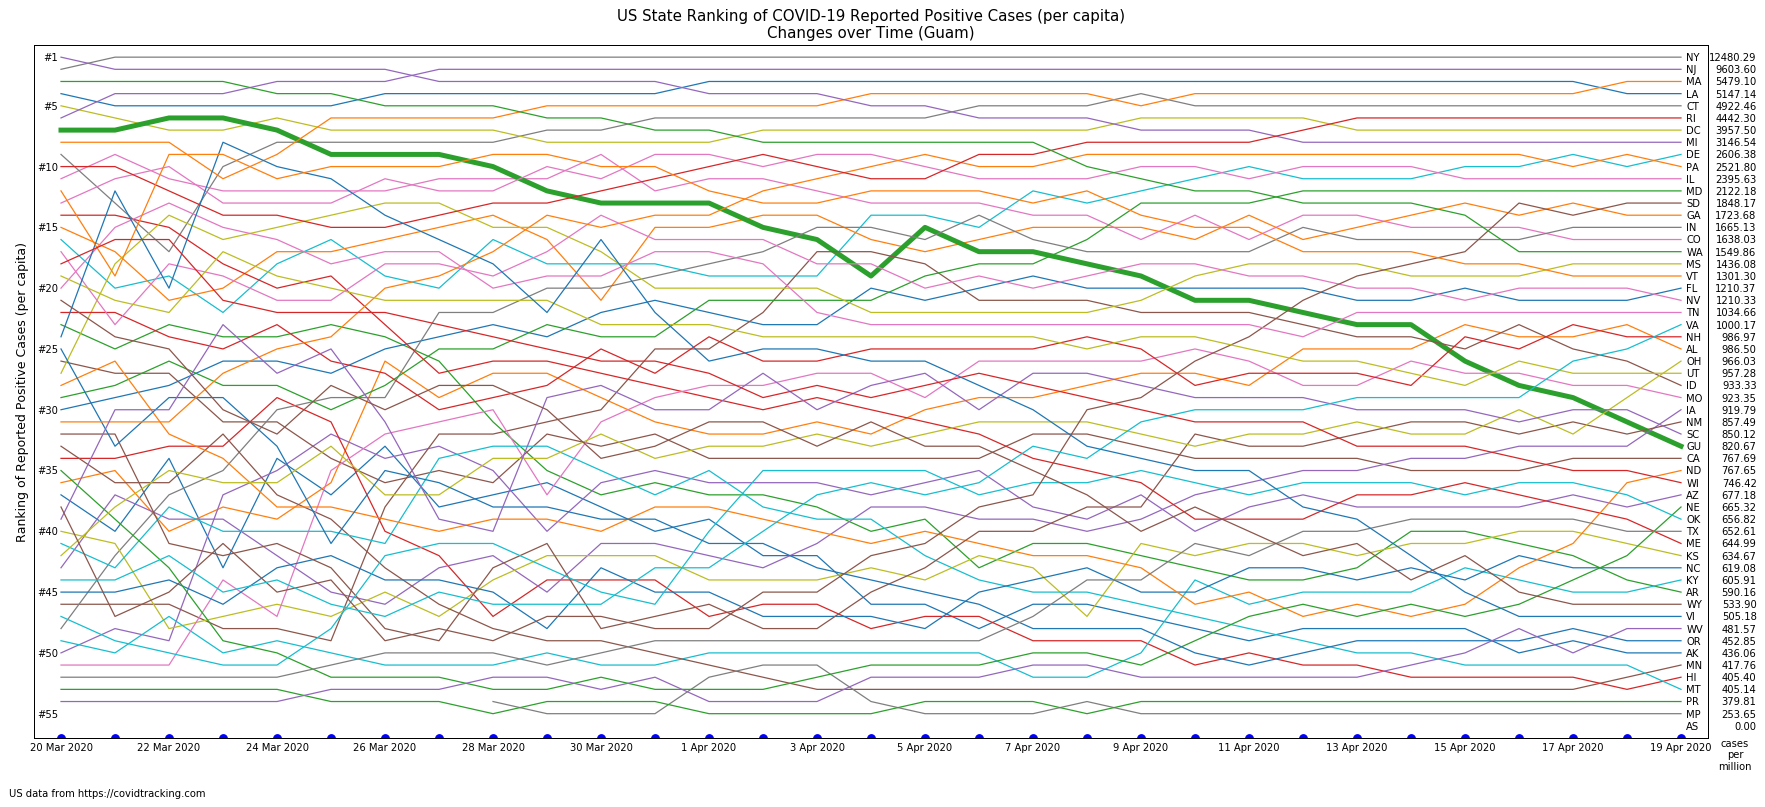 US State Ranking of COVID-19 Reported Positive Cases (per capita)
Changes over Time (Guam)
Ranking of Reported Positive Cases (per capita)
#1
#5
#10
#15
#20
#25
#30
#35
#40
#45
#50
#55
NY 12480.29
NJ 9603.60
MA 5479.10
LA 5147.14
CT 4922.46
RI 4442.30
DC 3957.50
MI 3146.54
DE 2606.38
PA 2521.80
IL 2395.63
MD 2122.18
SD 1848.17
GA 1723.68
IN 1665.13
CO 1638.03
WA 1549.86
MS 1436.08
VT 1301.30
FL 1210.37
NV 1210.33
TN 1034.66
VA 1000.17
NH 986.97
AL 986.50
OH 966.03
UT 957.28
ID 933.33
MO 923.35
IA 919.79
NM 857.49
SC 850.12
GU 820.67
CA 767.69
ND 767.65
WI 746.42
AZ 677.18
NE 665.32
OK 656.82
TX 652.61
ME 644.99
KS 634.67
NC 619.08
KY 605.91
AR 590.16
WY 533.90
VI 505.18
WV 481.57
OR 452.85
AK 436.06
MN 417.76
HI 405.40
MT 405.14
PR 379.81
MP 253.65
AS 0.00
20 Mar 2020 22 Mar 2020 24 Mar 2020 26 Mar 2020 28 Mar 2020 30 Mar 2020 1 Apr 2020 3 Apr 2020 5 Apr 2020 7 Apr 2020 9 Apr 2020 11 Apr 2020 13 Apr 2020 15 Apr 2020 17 Apr 2020 19 Apr 2020
cases
per
million
US data from https://covidtracking.com